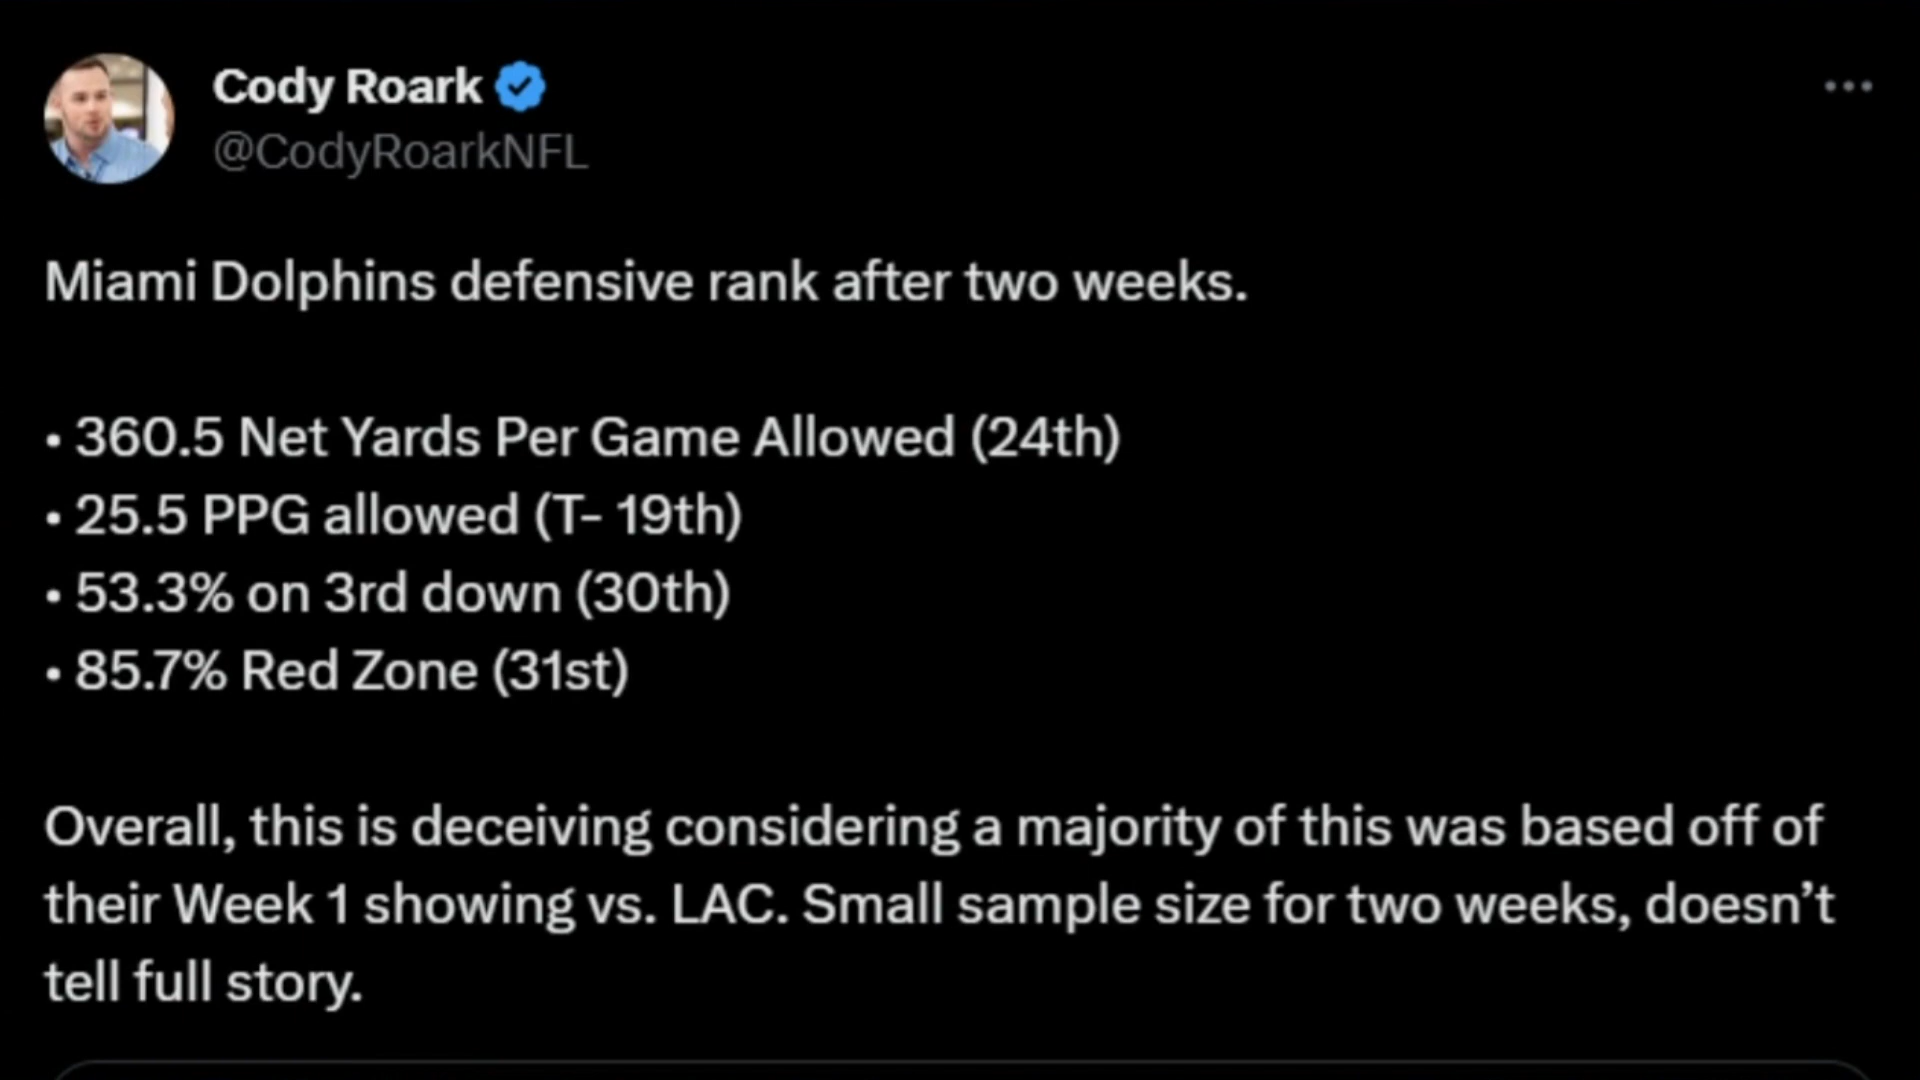 Cody Roark
@CodyRoarkNFL
Miami Dolphins defensive rank after two weeks.
• 360.5 Net Yards Per Game Allowed (24th)
• 25.5 PPG allowed (T- 19th)
• 53.3% on 3rd down (30th)
• 85.7% Red Zone (31st)
Overall, this is deceiving considering a majority of this was based off of
their Week 1 showing vs. LAC. Small sample size for two weeks, doesn’t
tell full story.